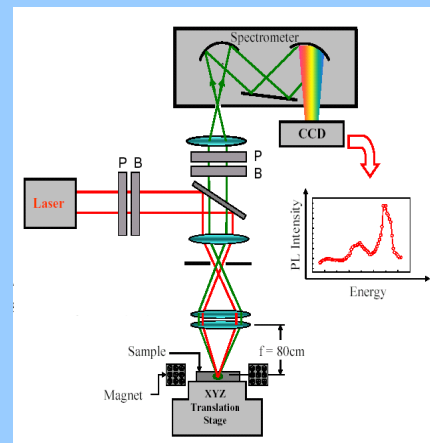 Spectrometer
CCD
P
B
P
B
Laser
PL Intensity
Energy
f = 80cm
Sample
Magnet
XYZ
Translation
Stage